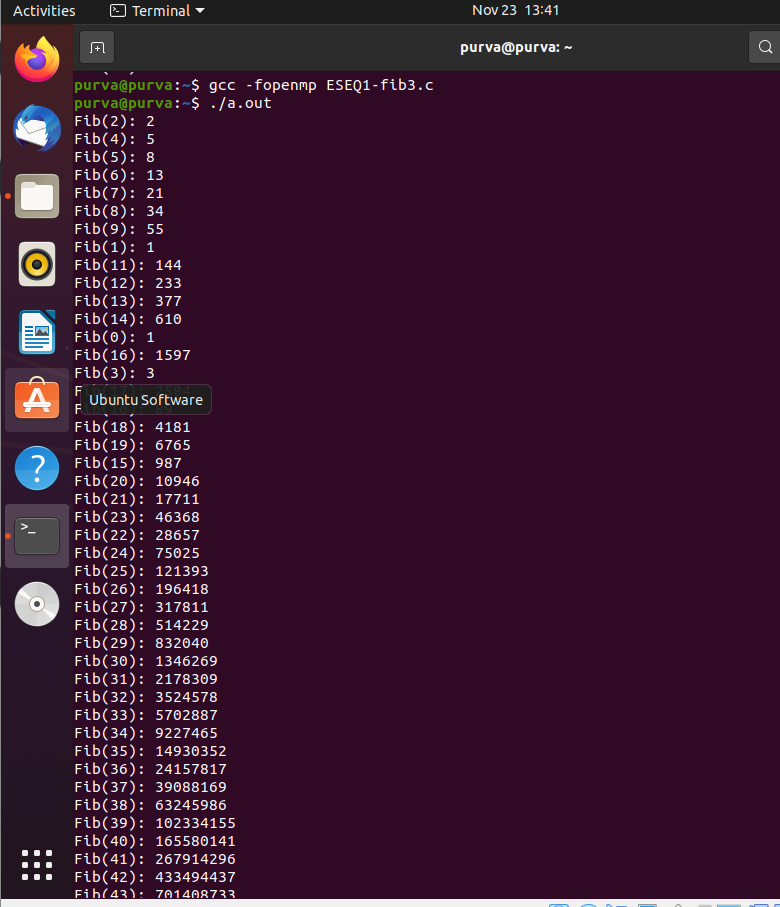 Activities Terminal Nov 23 13:41
purva@purva: ~
purva@purva:~$ gcc -fopenmp ESEQ1-fib3.c
purva@purva:~$ ./a.out
Fib(2): 2
Fib(4): 5
Fib(5): 8
Fib(6): 13
Fib(7): 21
Fib(8): 34
Fib(9): 55
Fib(1): 1
Fib(11): 144
Fib(12): 233
Fib(13): 377
Fib(14): 610
Fib(0): 1
Fib(16): 1597
Fib(3): 3
Ubuntu Software
Fib(18): 4181
Fib(19): 6765
Fib(15): 987
Fib(20): 10946
Fib(21): 17711
Fib(23): 46368
Fib(22): 28657
Fib(24): 75025
Fib(25): 121393
Fib(26): 196418
Fib(27): 317811
Fib(28): 514229
Fib(29): 832040
Fib(30): 1346269
Fib(31): 2178309
Fib(32): 3524578
Fib(33): 5702887
Fib(34): 9227465
Fib(35): 14930352
Fib(36): 24157817
Fib(37): 39088169
Fib(38): 63245986
Fib(39): 102334155
Fib(40): 165580141
Fib(41): 267914296
Fib(42): 433494437
Fib(43): 701408733